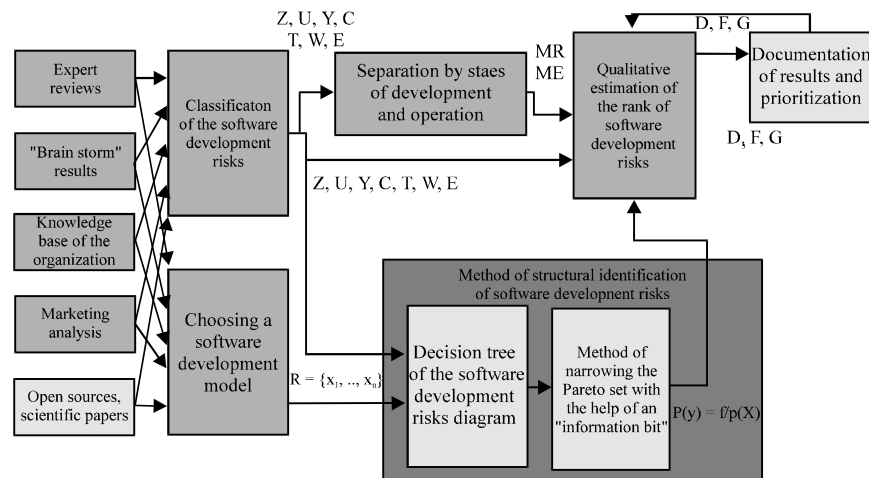 Z, U, Y, C
T, W, E
D, F, G
Expert
reviews
"Brain storm"
results
Knowledge
base of the
organization
Marketing
analysis
Open sources,
scientific papers
Classificaton
of the software
development
risks
Choosing a
software
development
model
Separation by staes
of development
and operation
MR
ME
Qualitative
estimation of
the rank of
software
development
risks
Documentation
of results and
prioritization
D, F, G
Z, U, Y, C, T, W, E
R = {x₁, .., xₙ}
Method of structural identification
of software developnent risks
Decision tree
of the software
development
risks diagram
Method of
narrowing the
Pareto set with
the help of an
"information bit"
P(y) = f/p(X)